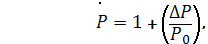 Ṗ = 1 + (ΔP/P₀),